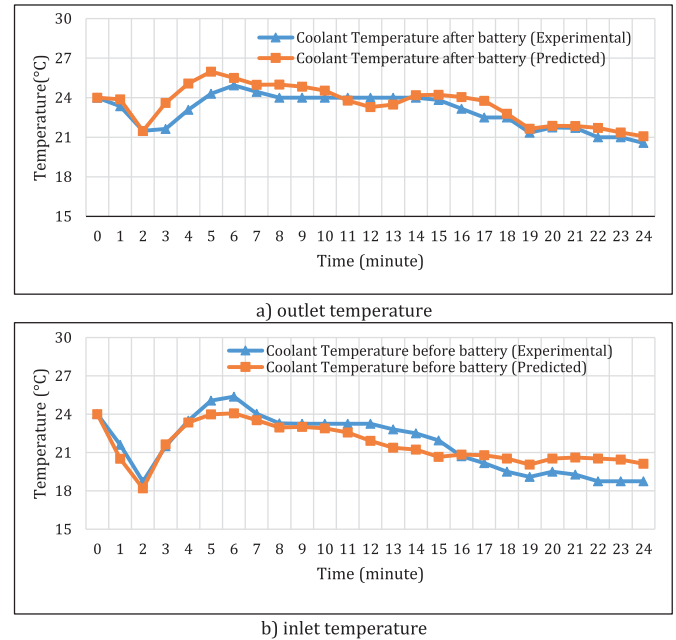 30
27
24
21
18
15
Temperature(°C)
Coolant Temperature after battery (Experimental)
Coolant Temperature after battery (Predicted)
0 1 2 3 4 5 6 7 8 9 10 11 12 13 14 15 16 17 18 19 20 21 22 23 24
Time (minute)
a) outlet temperature
30
27
24
21
18
15
Temperature (°C)
Coolant Temperature before battery (Experimental)
Coolant Temperature before battery (Predicted)
0 1 2 3 4 5 6 7 8 9 10 11 12 13 14 15 16 17 18 19 20 21 22 23 24
Time (minute)
b) inlet temperature